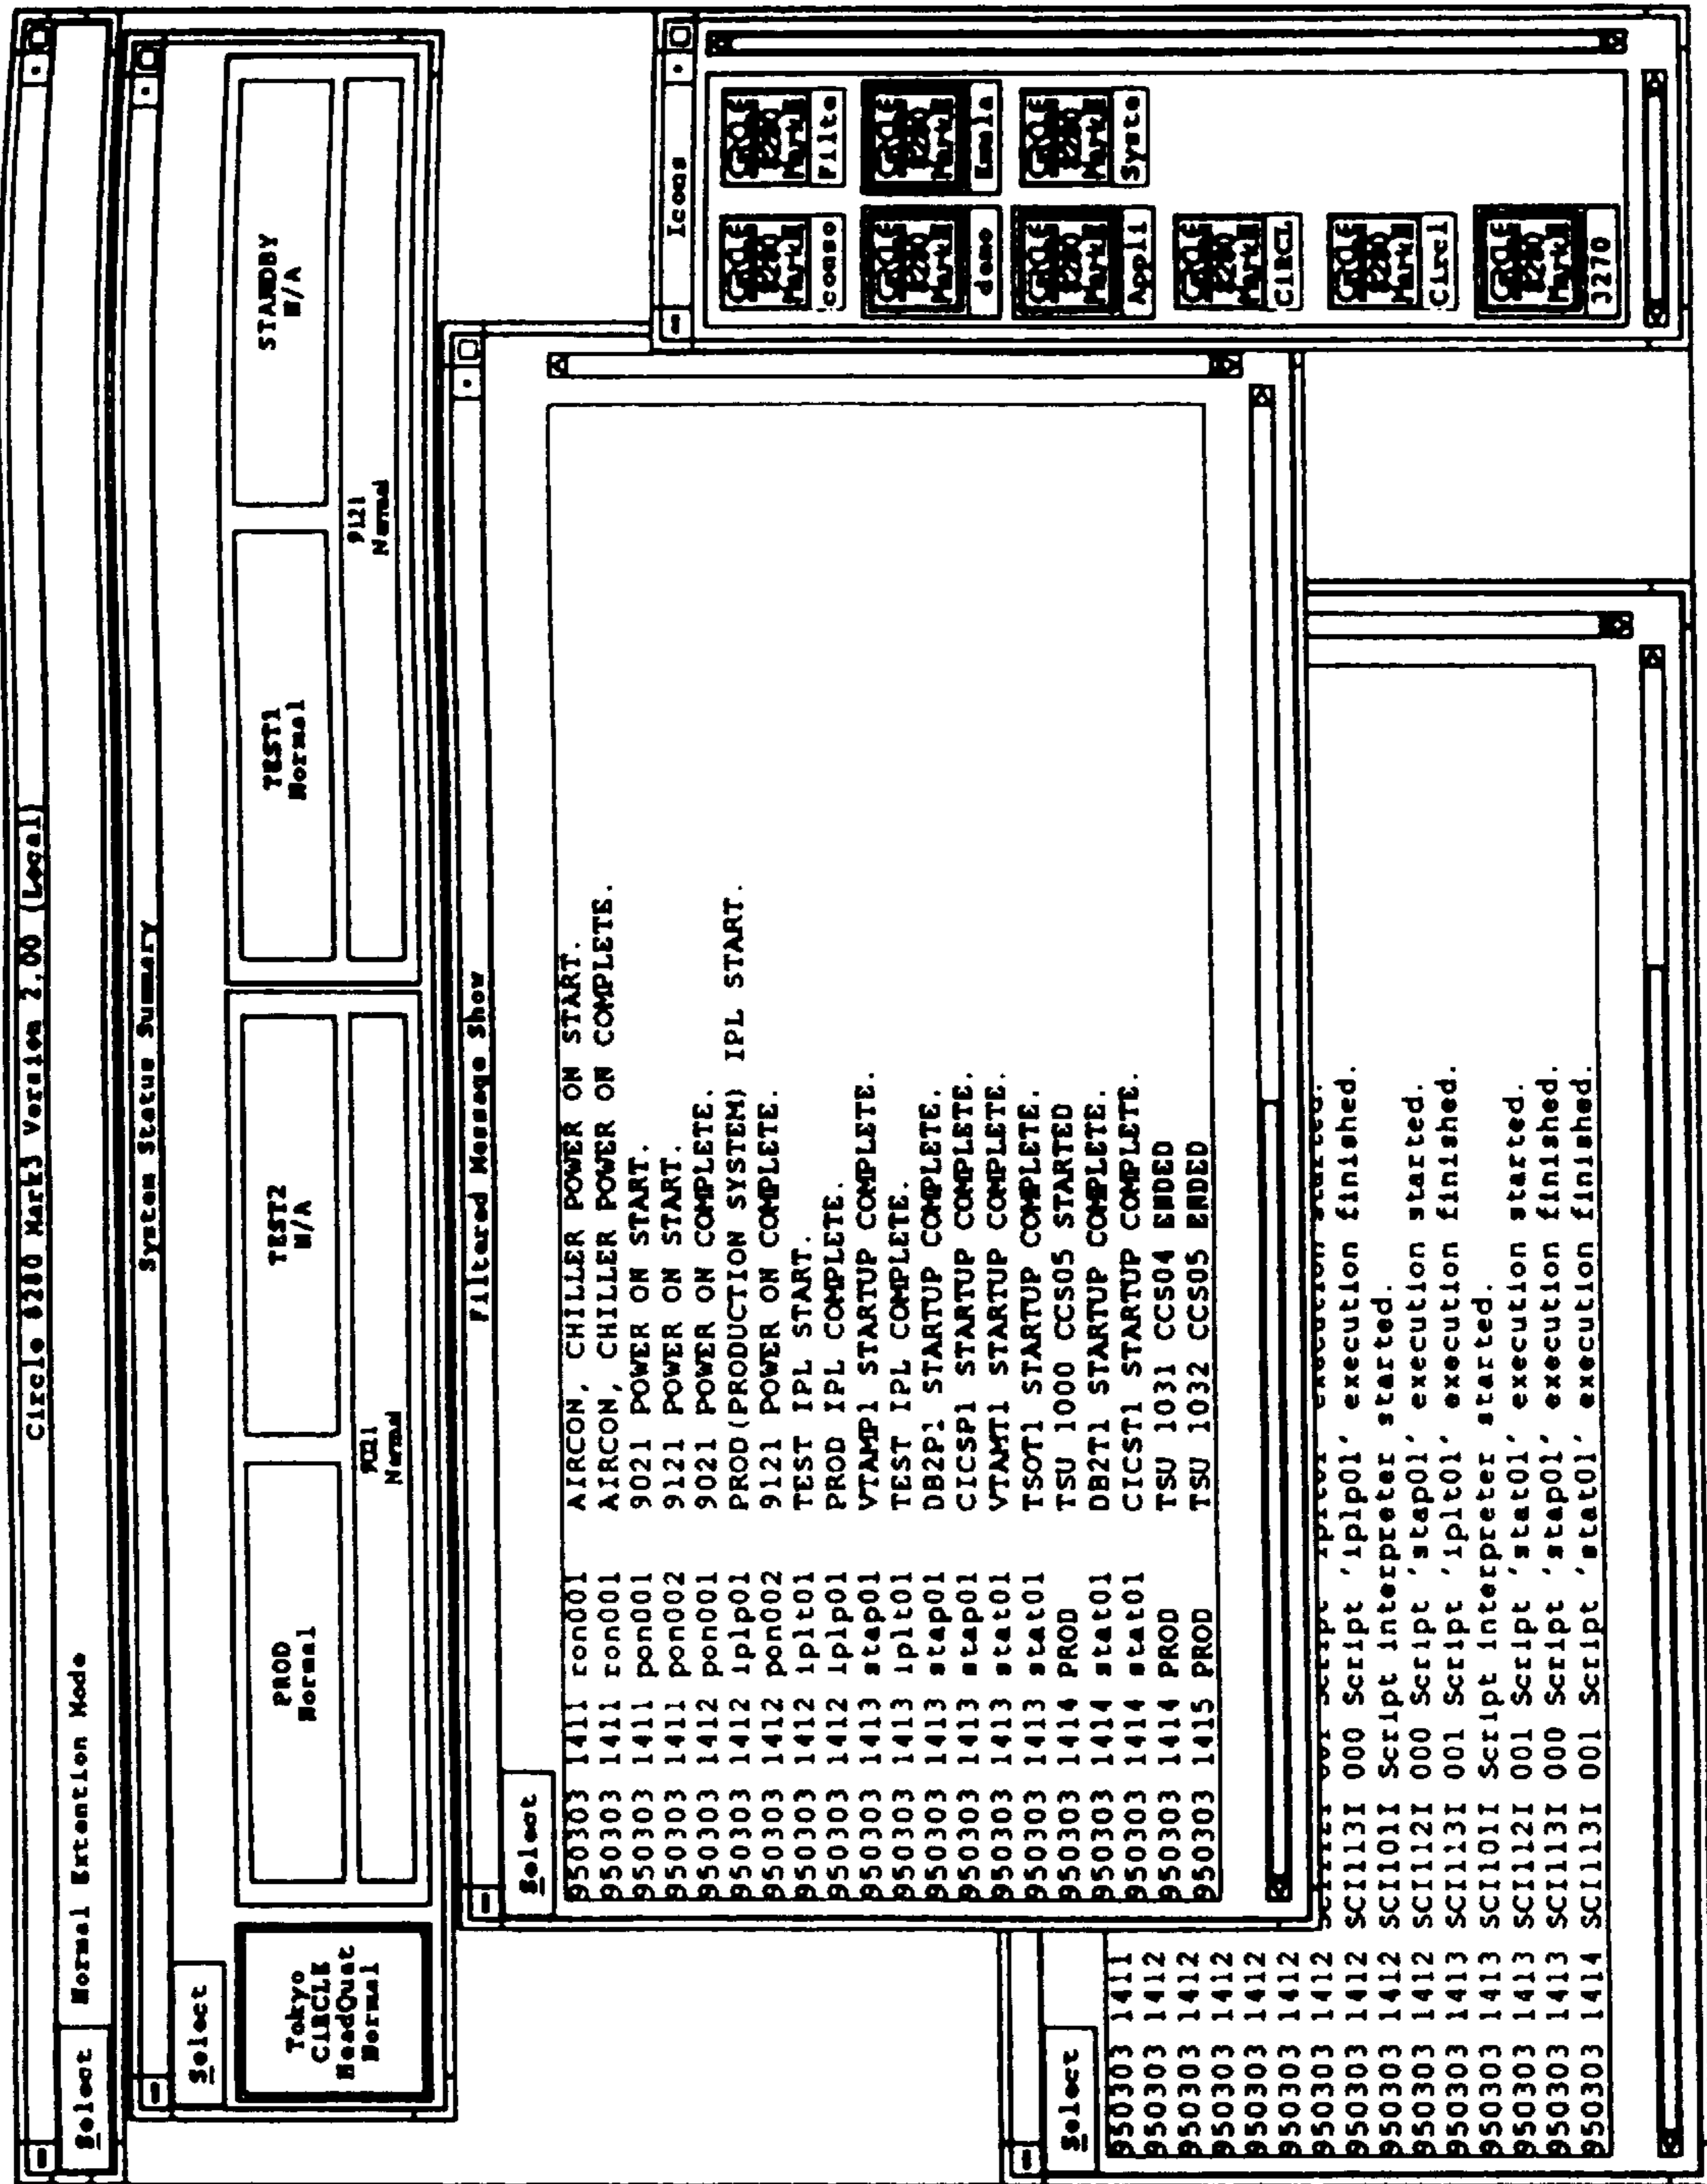 Circle 8280 Mark3 Version 2.00 (Local)
Select Normal Extention Mode
System Status Summary
Select
Tokyo
CiRCLE
HeadQuat
Normal
PROD
Normal
TEST2
N/A
9021
Normal
TEST1
Normal
STANDBY
N/A
9121
Normal
Filtered Message Show
Select
950303 1411 ron001 AIRCON, CHILLER POWER ON START.
950303 1411 ron001 AIRCON, CHILLER POWER ON COMPLETE.
950303 1411 pon001 9021 POWER ON START.
950303 1411 pon002 9121 POWER ON START.
950303 1412 pon001 9021 POWER ON COMPLETE.
950303 1412 iplp01 PROD(PRODUCTION SYSTEM) IPL START.
950303 1412 pon002 9121 POWER ON COMPLETE.
950303 1412 iplt01 TEST IPL START.
950303 1412 iplp01 PROD IPL COMPLETE.
950303 1413 stap01 VTAMP1 STARTUP COMPLETE.
950303 1413 iplt01 TEST IPL COMPLETE.
950303 1413 stap01 DB2P1 STARTUP COMPLETE.
950303 1413 stap01 CICSP1 STARTUP COMPLETE.
950303 1413 stat01 VTAMT1 STARTUP COMPLETE.
950303 1413 stat01 TSOT1 STARTUP COMPLETE.
950303 1414 PROD TSU 1000 CCS05 STARTED
950303 1414 stat01 DB2T1 STARTUP COMPLETE.
950303 1414 stat01 CICST1 STARTUP COMPLETE.
950303 1414 PROD TSU 1031 CCS04 ENDED
950303 1415 PROD TSU 1032 CCS05 ENDED
Icons
conso Filte
demo Emula
Appli Syste
CiRCL
Circl
3270
Select
950303 1411
950303 1412
950303 1412
950303 1412
950303 1412
950303 1412
950303 1412 001 Script 'iplt01' execution started.
950303 1412 SCI113I 000 Script 'iplp01' execution finished.
950303 1412 SCI101I Script interpreter started.
950303 1412 SCI112I 000 Script 'stap01' execution started.
950303 1413 SCI113I 001 Script 'iplt01' execution finished.
950303 1413 SCI101I Script interpreter started.
950303 1413 SCI112I 001 Script 'stat01' execution started.
950303 1413 SCI113I 000 Script 'stap01' execution finished.
950303 1414 SCI113I 001 Script 'stat01' execution finished.